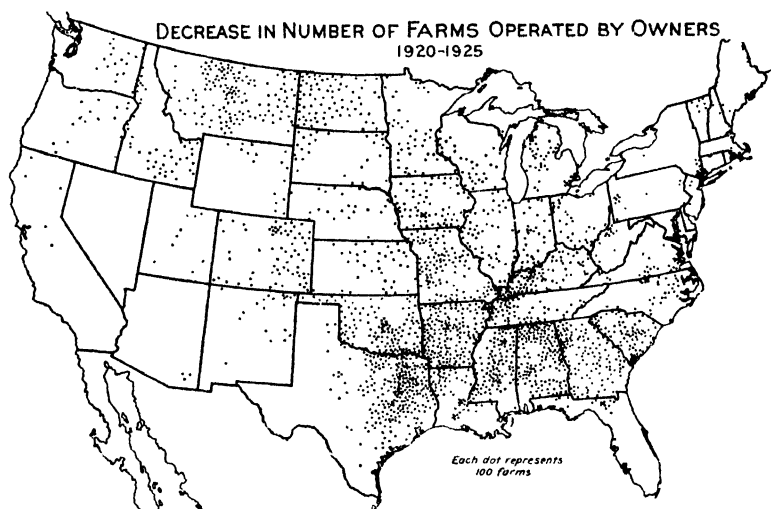 DECREASE IN NUMBER OF FARMS OPERATED BY OWNERS
1920-1925
Each dot represents
100 farms